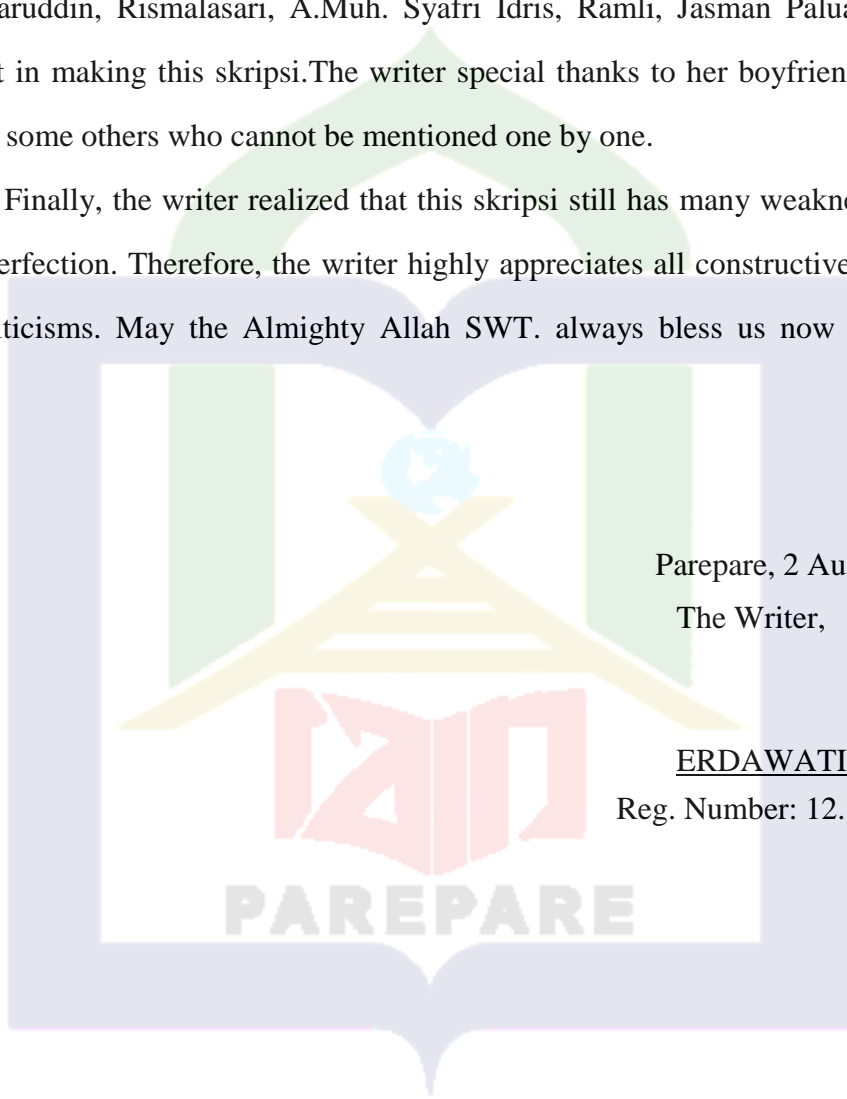 aruddin, Rismalasari, A.Muh. Syafri Idris, Ramli, Jasman Palua
t in making this skripsi.The writer special thanks to her boyfrien
some others who cannot be mentioned one by one.
Finally, the writer realized that this skripsi still has many weakn
erfection. Therefore, the writer highly appreciates all constructive
iticisms. May the Almighty Allah SWT. always bless us now
Parepare, 2 Au
The Writer,
ERDAWATI
Reg. Number: 12.
iain
PAREPARE